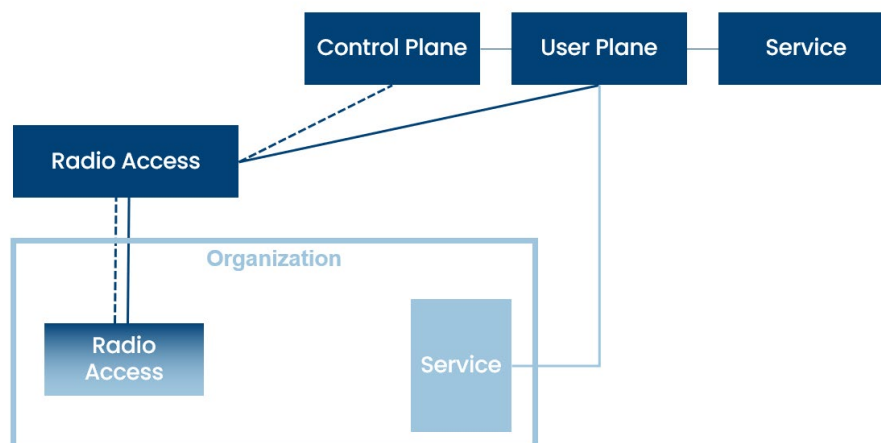 Control Plane
User Plane
Service
Radio Access
Organization
Radio
Access
Service